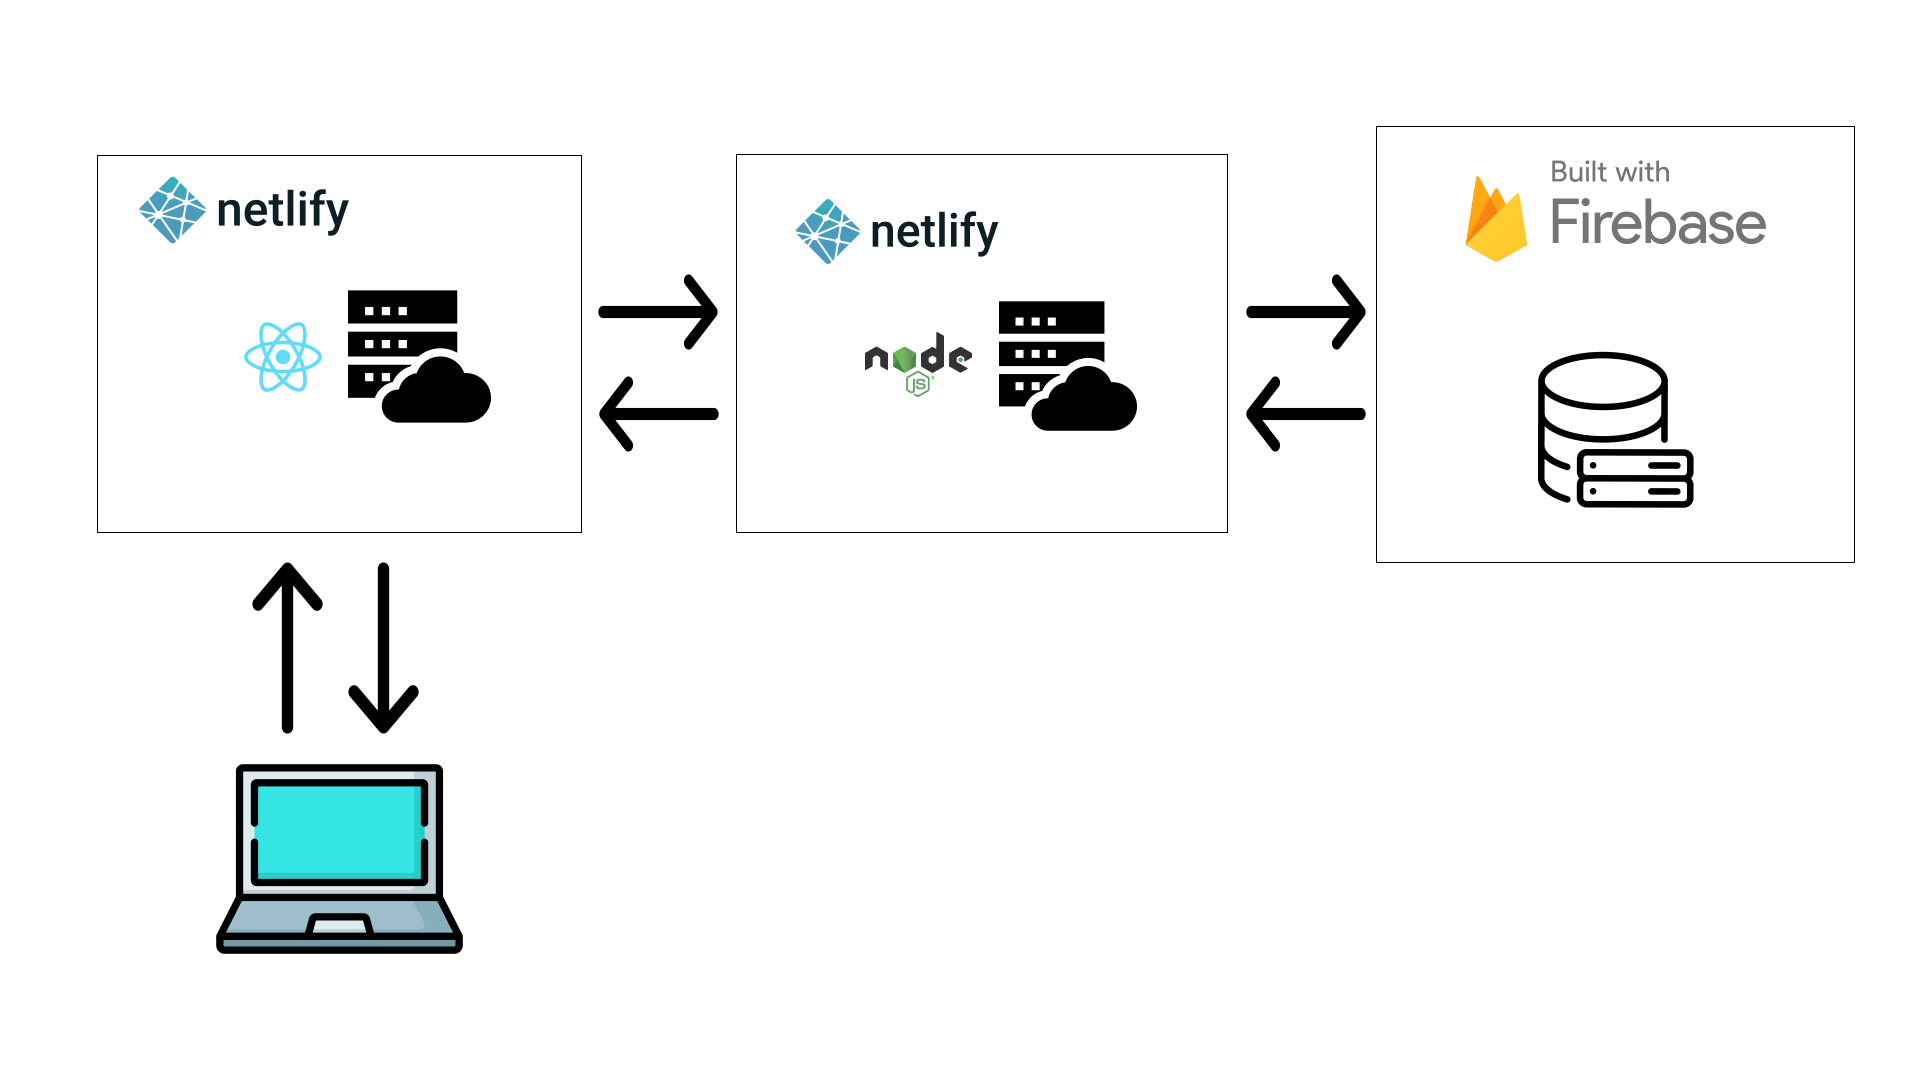 netlify
netlify
node
JS
Built with
Firebase